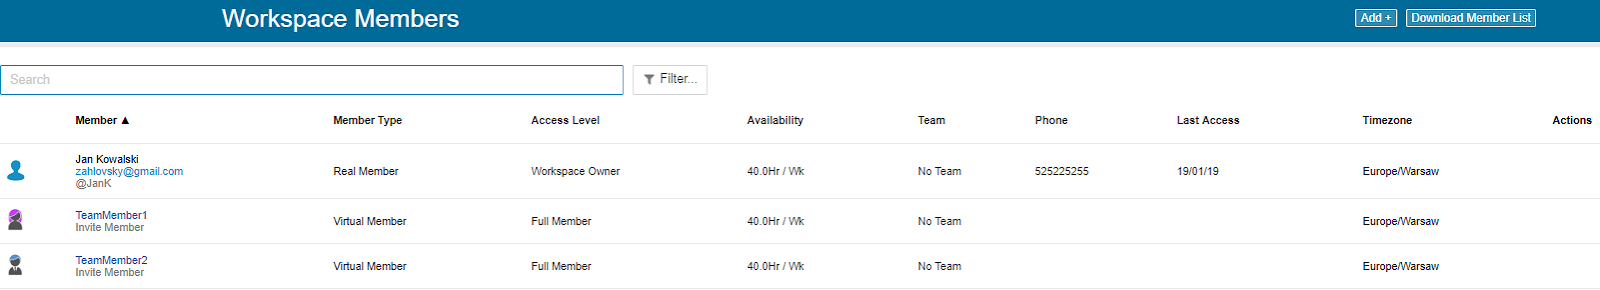 Workspace Members
Add +
Download Member List
Search
Filter...
Member ▲ Member Type Access Level Availability Team Phone Last Access Timezone Actions
Jan Kowalski
zahlovsky@gmail.com Real Member Workspace Owner 40.0Hr / Wk No Team 525225255 19/01/19 Europe/Warsaw
@JanK
TeamMember1
Invite Member Virtual Member Full Member 40.0Hr / Wk No Team Europe/Warsaw
TeamMember2
Invite Member Virtual Member Full Member 40.0Hr / Wk No Team Europe/Warsaw